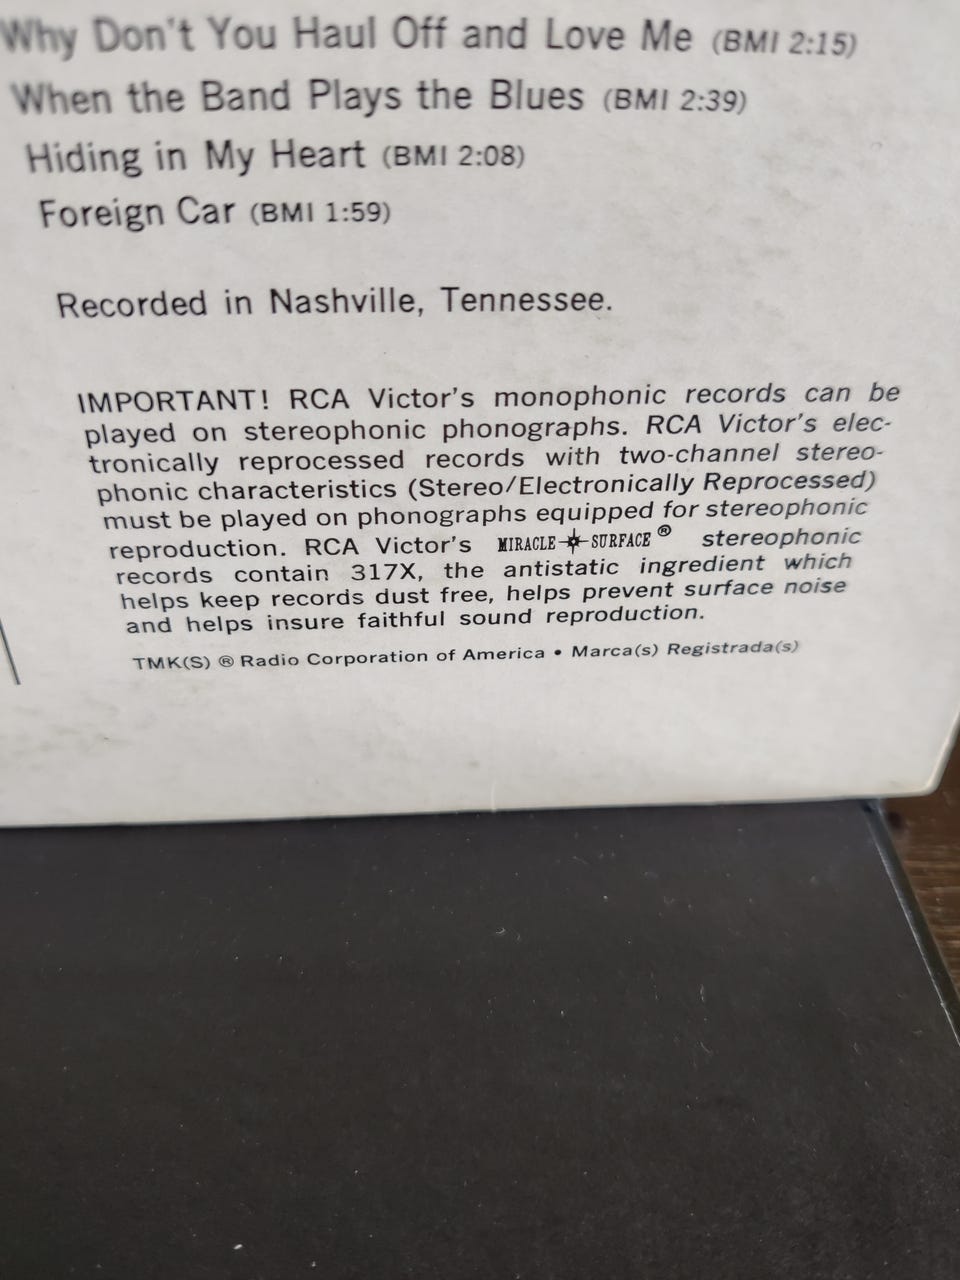 Why Don't You Haul Off and Love Me (BMI 2:15)
When the Band Plays the Blues (BMI 2:39)
Hiding in My Heart (BMI 2:08)
Foreign Car (BMI 1:59)
Recorded in Nashville, Tennessee.
IMPORTANT! RCA Victor's monophonic records can be
played on stereophonic phonographs. RCA Victor's elec-
tronically reprocessed records with two-channel stereo-
phonic characteristics (Stereo/Electronically Reprocessed)
must be played on phonographs equipped for stereophonic
reproduction. RCA Victor's MIRACLE SURFACE ® stereophonic
records contain 317X, the antistatic ingredient which
helps keep records dust free, helps prevent surface noise
and helps insure faithful sound reproduction.
TMK(S) ® Radio Corporation of America • Marca(s) Registrada(s)